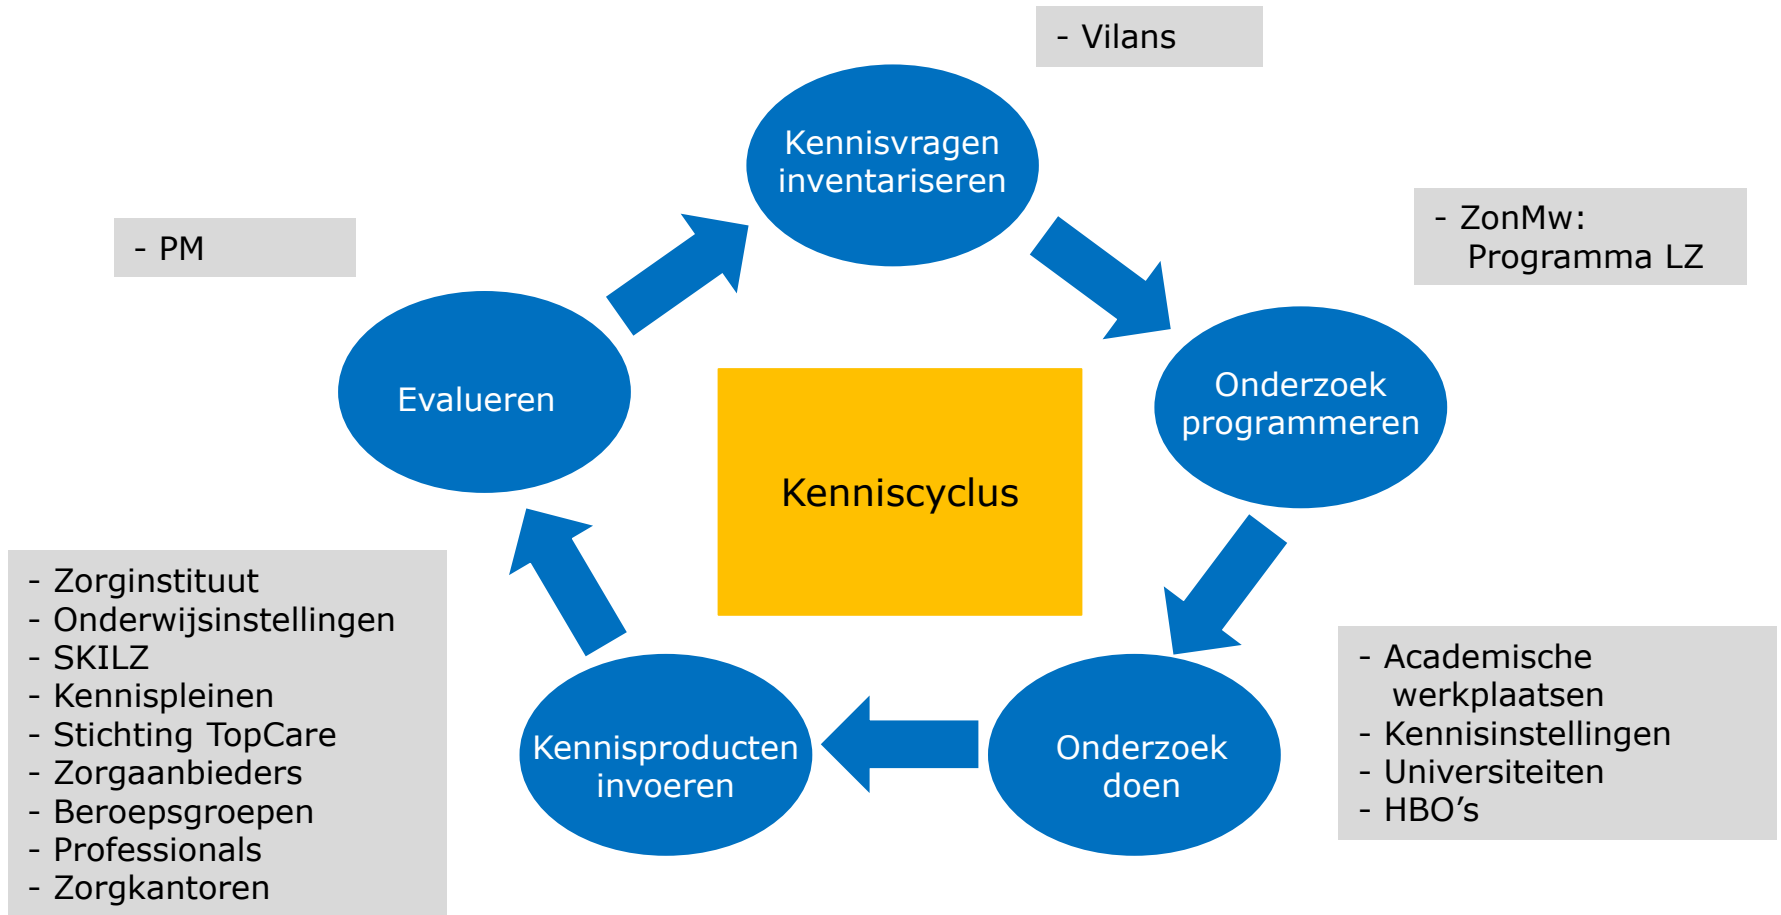 - Vilans
Kennisvragen
inventariseren
- ZonMw:
Programma LZ
- PM
Onderzoek
programmeren
Evalueren
Kenniscyclus
- Zorginstituut
- Onderwijsinstellingen
- SKILZ
- Kennispleinen
- Stichting TopCare
- Zorgaanbieders
- Beroepsgroepen
- Professionals
- Zorgkantoren
Kennisproducten
invoeren
Onderzoek
doen
- Academische
werkplaatsen
- Kennisinstellingen
- Universiteiten
- HBO’s